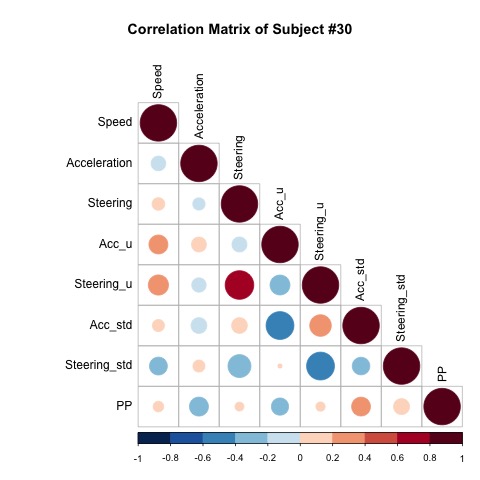 Correlation Matrix of Subject #30
Speed
Acceleration
Steering
Acc_u
Steering_u
Acc_std
Steering_std
PP
Speed
Acceleration
Steering
Acc_u
Steering_u
Acc_std
Steering_std
PP
-1 -0.8 -0.6 -0.4 -0.2 0 0.2 0.4 0.6 0.8 1